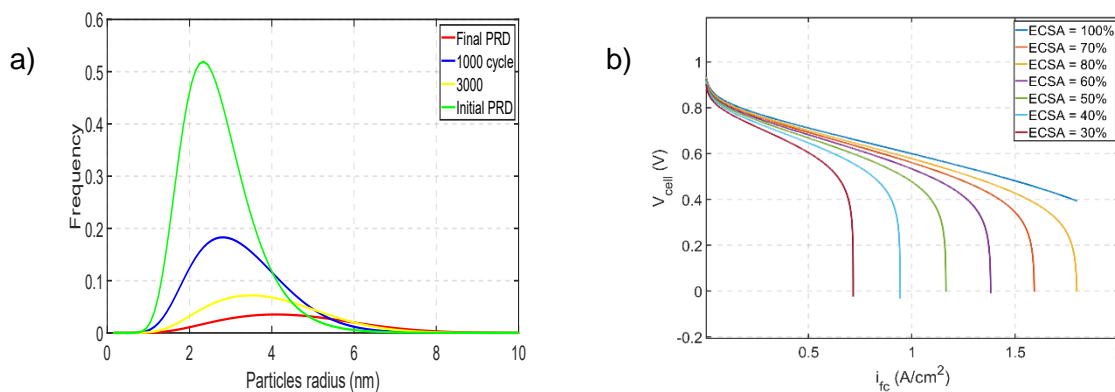 a)
Frequency
0.6
0.5
0.4
0.3
0.2
0.1
0
0
2
4
6
8
10
Particles radius (nm)
Final PRD
1000 cycle
3000
Initial PRD
b)
V_cell (V)
1
0.8
0.6
0.4
0.2
0
-0.2
0.5
1
1.5
i_fc (A/cm²)
ECSA = 100%
ECSA = 70%
ECSA = 80%
ECSA = 60%
ECSA = 50%
ECSA = 40%
ECSA = 30%